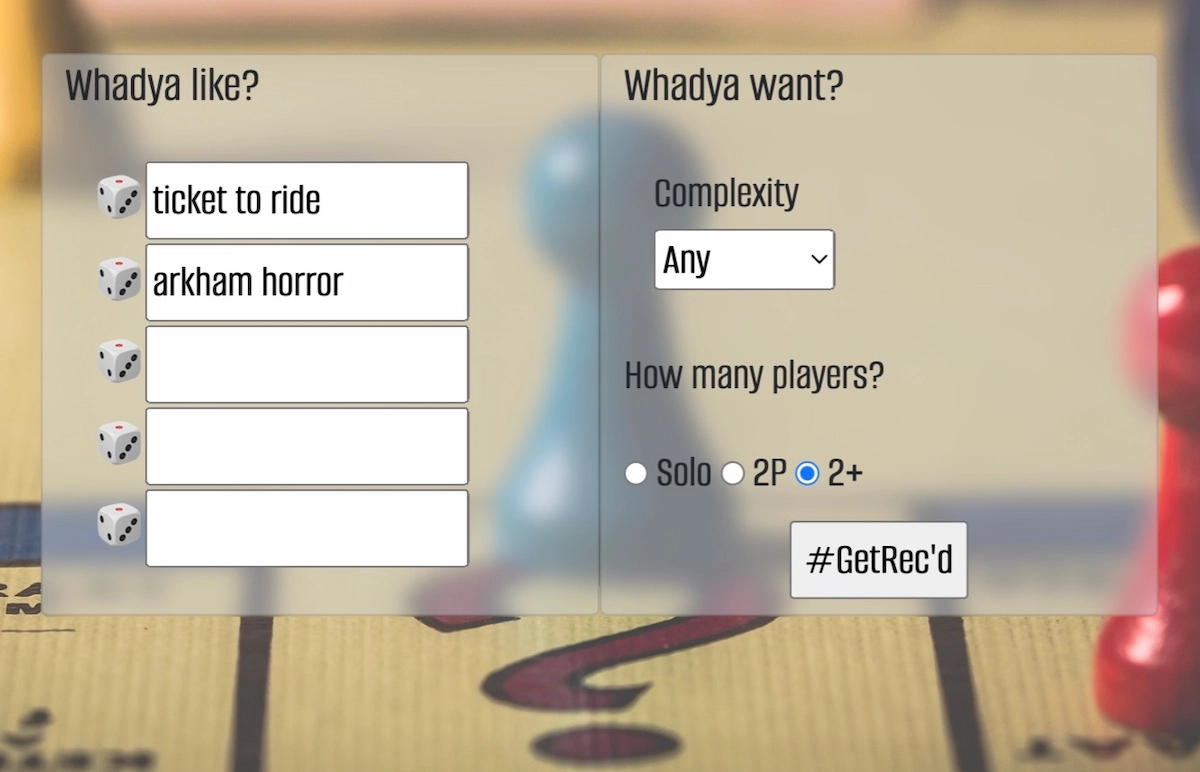 Whadya like?
ticket to ride
arkham horror
Whadya want?
Complexity
Any
How many players?
Solo 2P 2+
#GetRec'd